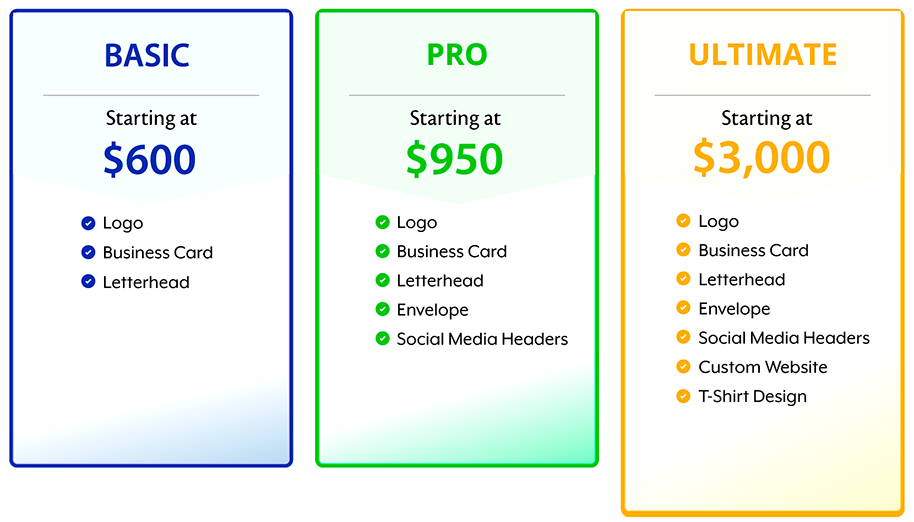 BASIC
Starting at
$600
Logo
Business Card
Letterhead
PRO
Starting at
$950
Logo
Business Card
Letterhead
Envelope
Social Media Headers
ULTIMATE
Starting at
$3,000
Logo
Business Card
Letterhead
Envelope
Social Media Headers
Custom Website
T-Shirt Design